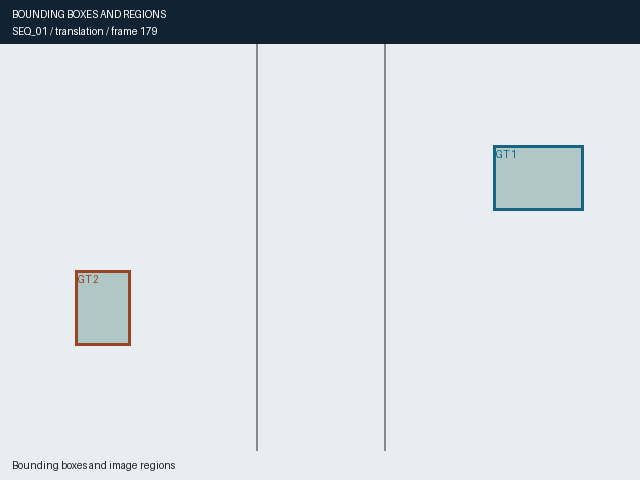 BOUNDING BOXES AND REGIONS
SEQ_01 / translation / frame 179
GT1
GT2
Bounding boxes and image regions